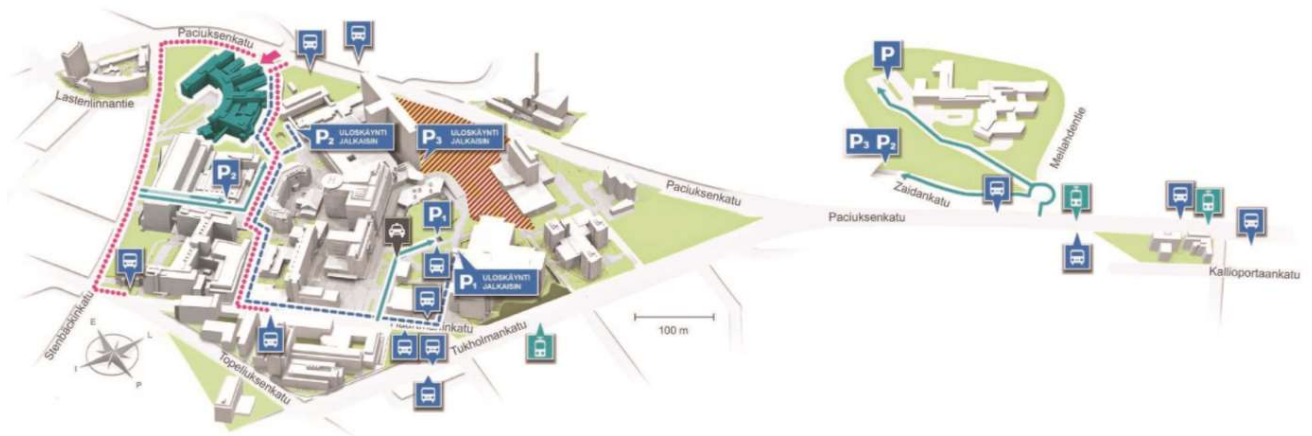 Paciuksenkatu
Lastenlinnantie
P
P2 ULOSKÄYNTI
JALKAISIN
P3 ULOSKÄYNTI
JALKAISIN
P3 P2
Meilahdentie
P2
Zaidankatu
Paciuksenkatu
Paciuksenkatu
P1
H
P1 ULOSKÄYNTI
JALKAISIN
Kallioportaankatu
Stenbäckinkatu
100 m
Tukholmankatu
Topeliuksenkatu
E
L
I
P